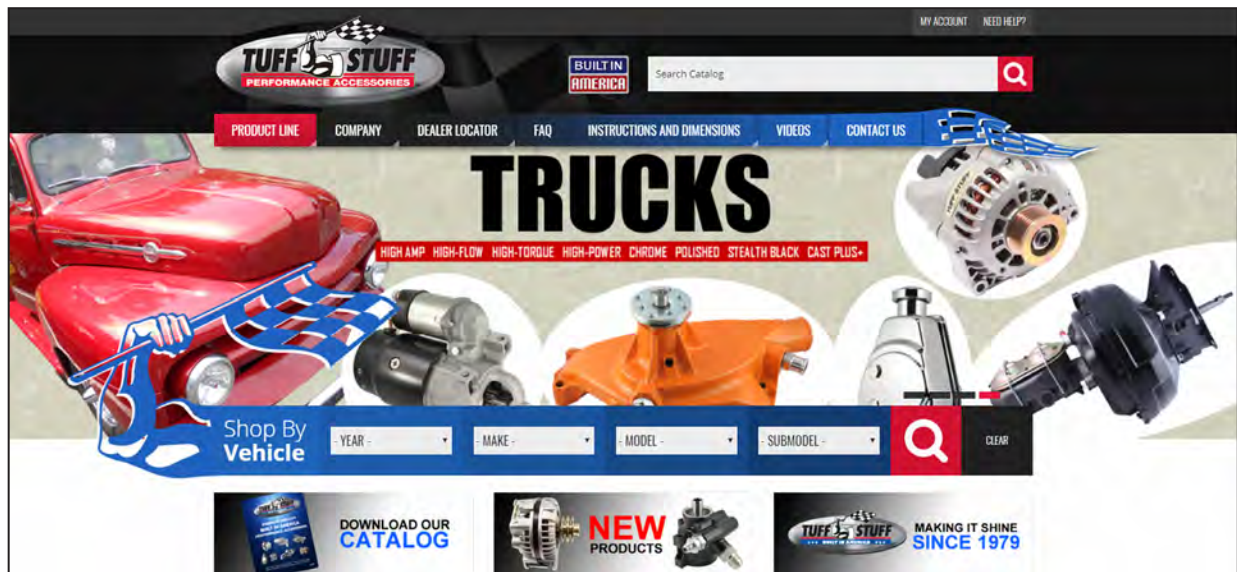 MY ACCOUNT NEED HELP?
TUFF STUFF
PERFORMANCE ACCESSORIES
BUILT IN
AMERICA
Search Catalog
PRODUCT LINE COMPANY DEALER LOCATOR FAQ INSTRUCTIONS AND DIMENSIONS VIDEOS CONTACT US
TRUCKS
HIGH AMP HIGH-FLOW HIGH-TORQUE HIGH-POWER CHROME POLISHED STEALTH BLACK CAST PLUS+
Shop By
Vehicle
- YEAR - - MAKE - - MODEL - - SUBMODEL - CLEAR
DOWNLOAD OUR
CATALOG
NEW
PRODUCTS
TUFF STUFF
BUILT IN AMERICA
MAKING IT SHINE
SINCE 1979